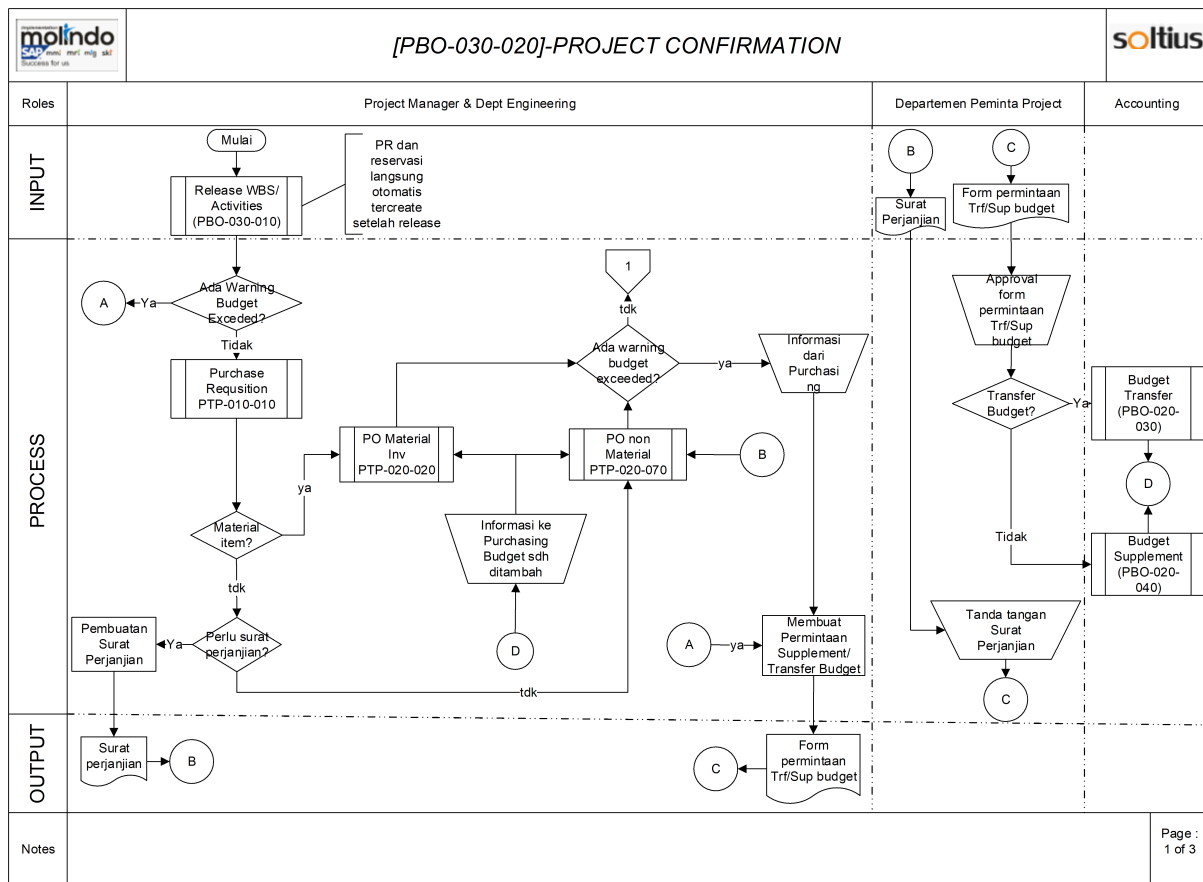 implementation
molindo
SAP mmi mri mlg ski
Success for us
[PBO-030-020]-PROJECT CONFIRMATION
soltius
Roles
Project Manager & Dept Engineering
Departemen Peminta Project
Accounting
INPUT
Mulai
Release WBS/
Activities
(PBO-030-010)
PR dan
reservasi
langsung
otomatis
tercreate
setelah release
B
Surat
Perjanjian
C
Form permintaan
Trf/Sup budget
PROCESS
A
Ya
Ada Warning
Budget
Exceded?
Tidak
Purchase
Requsition
PTP-010-010
Material
item?
ya
tdk
Perlu surat
perjanjian?
Ya
Pembuatan
Surat
Perjanjian
tdk
PO Material
Inv
PTP-020-020
Informasi ke
Purchasing
Budget sdh
ditambah
D
1
tdk
Ada warning
budget
exceeded?
ya
PO non
Material
PTP-020-070
B
Informasi
dari
Purchasi
ng
A
ya
Membuat
Permintaan
Supplement/
Transfer Budget
Approval
form
permintaan
Trf/Sup
budget
Transfer
Budget?
Ya
Tidak
Tanda tangan
Surat
Perjanjian
C
Budget
Transfer
(PBO-020-
030)
D
Budget
Supplement
(PBO-020-
040)
OUTPUT
Surat
perjanjian
B
C
Form
permintaan
Trf/Sup budget
Notes
Page :
1 of 3